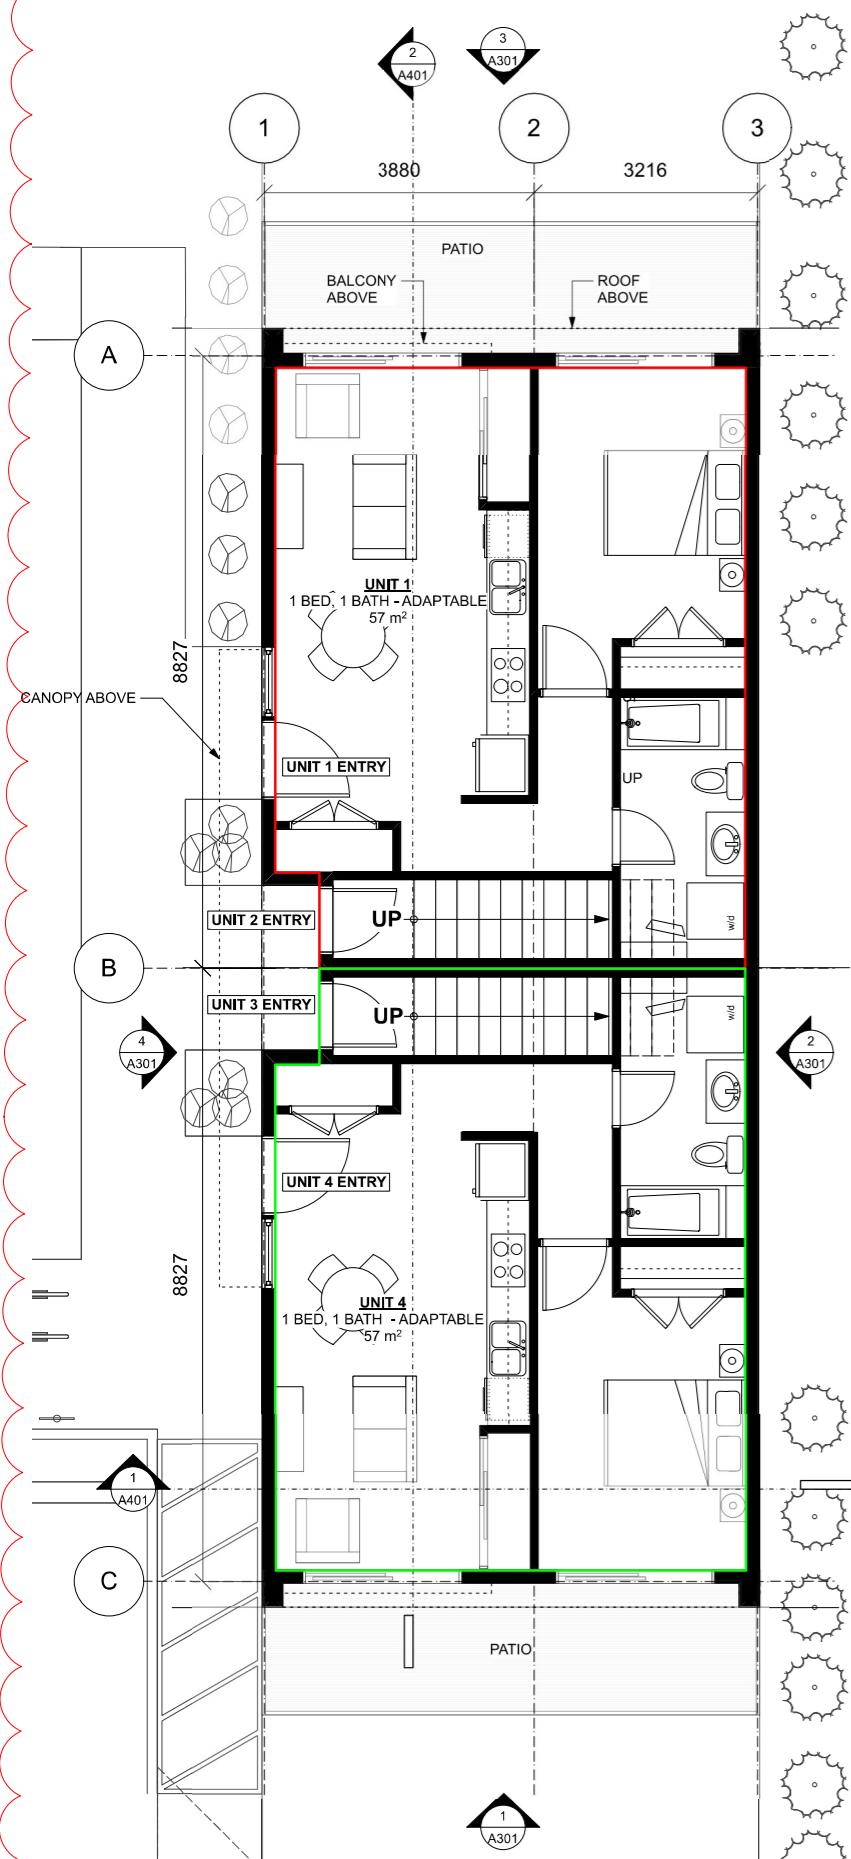 2
A401
3
A301
1
2
3
3880
3216
PATIO
BALCONY
ABOVE
ROOF
ABOVE
A
UNIT 1
1 BED, 1 BATH - ADAPTABLE
57 m²
8827
CANOPY ABOVE
UNIT 1 ENTRY
UP
w/d
UNIT 2 ENTRY
UP
B
UNIT 3 ENTRY
UP
w/d
4
A301
2
A301
UNIT 4 ENTRY
8827
UNIT 4
1 BED, 1 BATH - ADAPTABLE
57 m²
1
A401
C
PATIO
1
A301